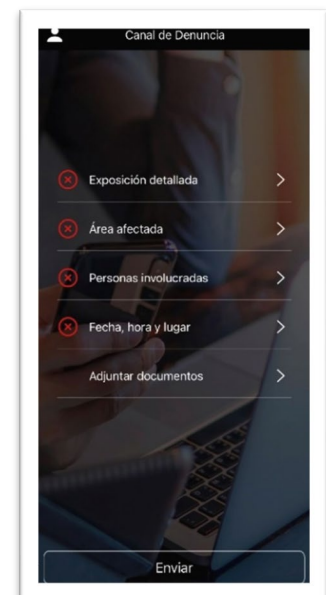 Canal de Denuncia
Exposición detallada
Área afectada
Personas involucradas
Fecha, hora y lugar
Adjuntar documentos
Enviar